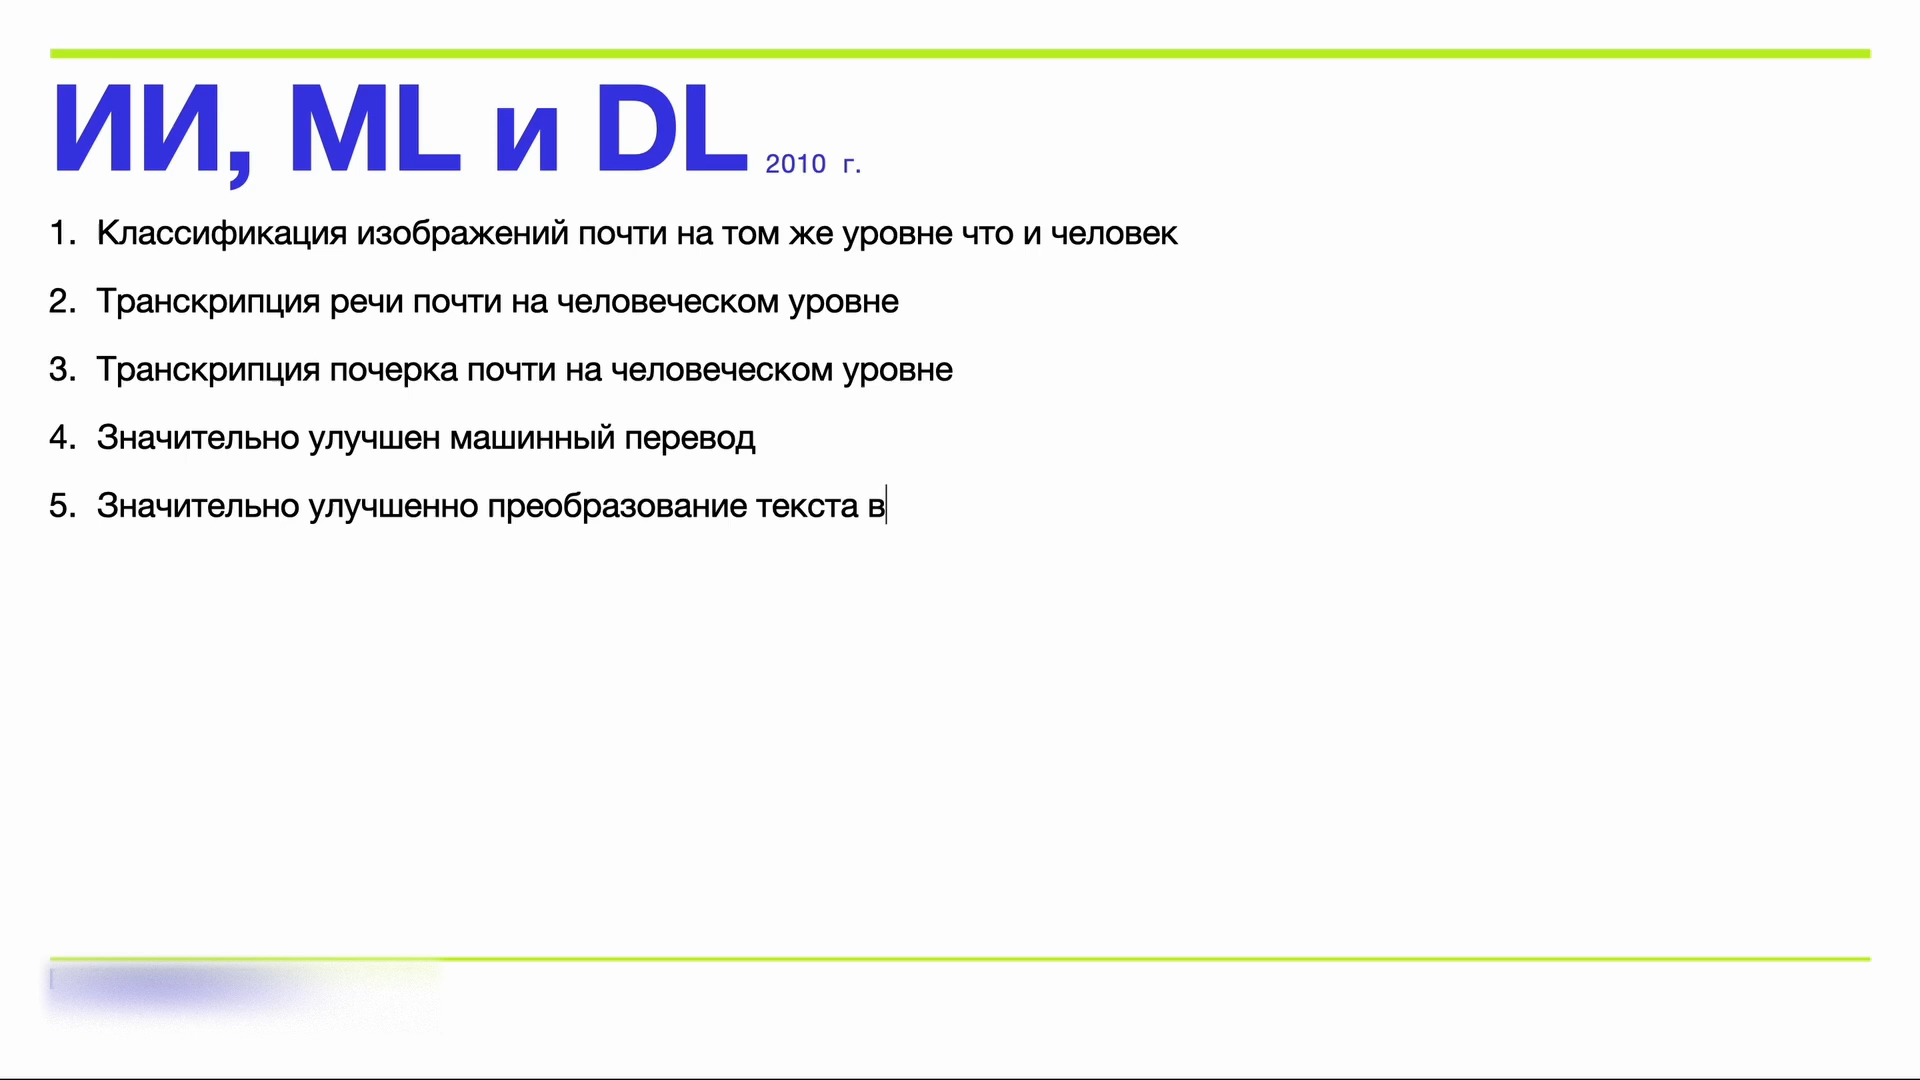 ИИ, ML и DL 2010 г.
1. Классификация изображений почти на том же уровне что и человек
2. Транскрипция речи почти на человеческом уровне
3. Транскрипция почерка почти на человеческом уровне
4. Значительно улучшен машинный перевод
5. Значительно улучшенно преобразование текста в